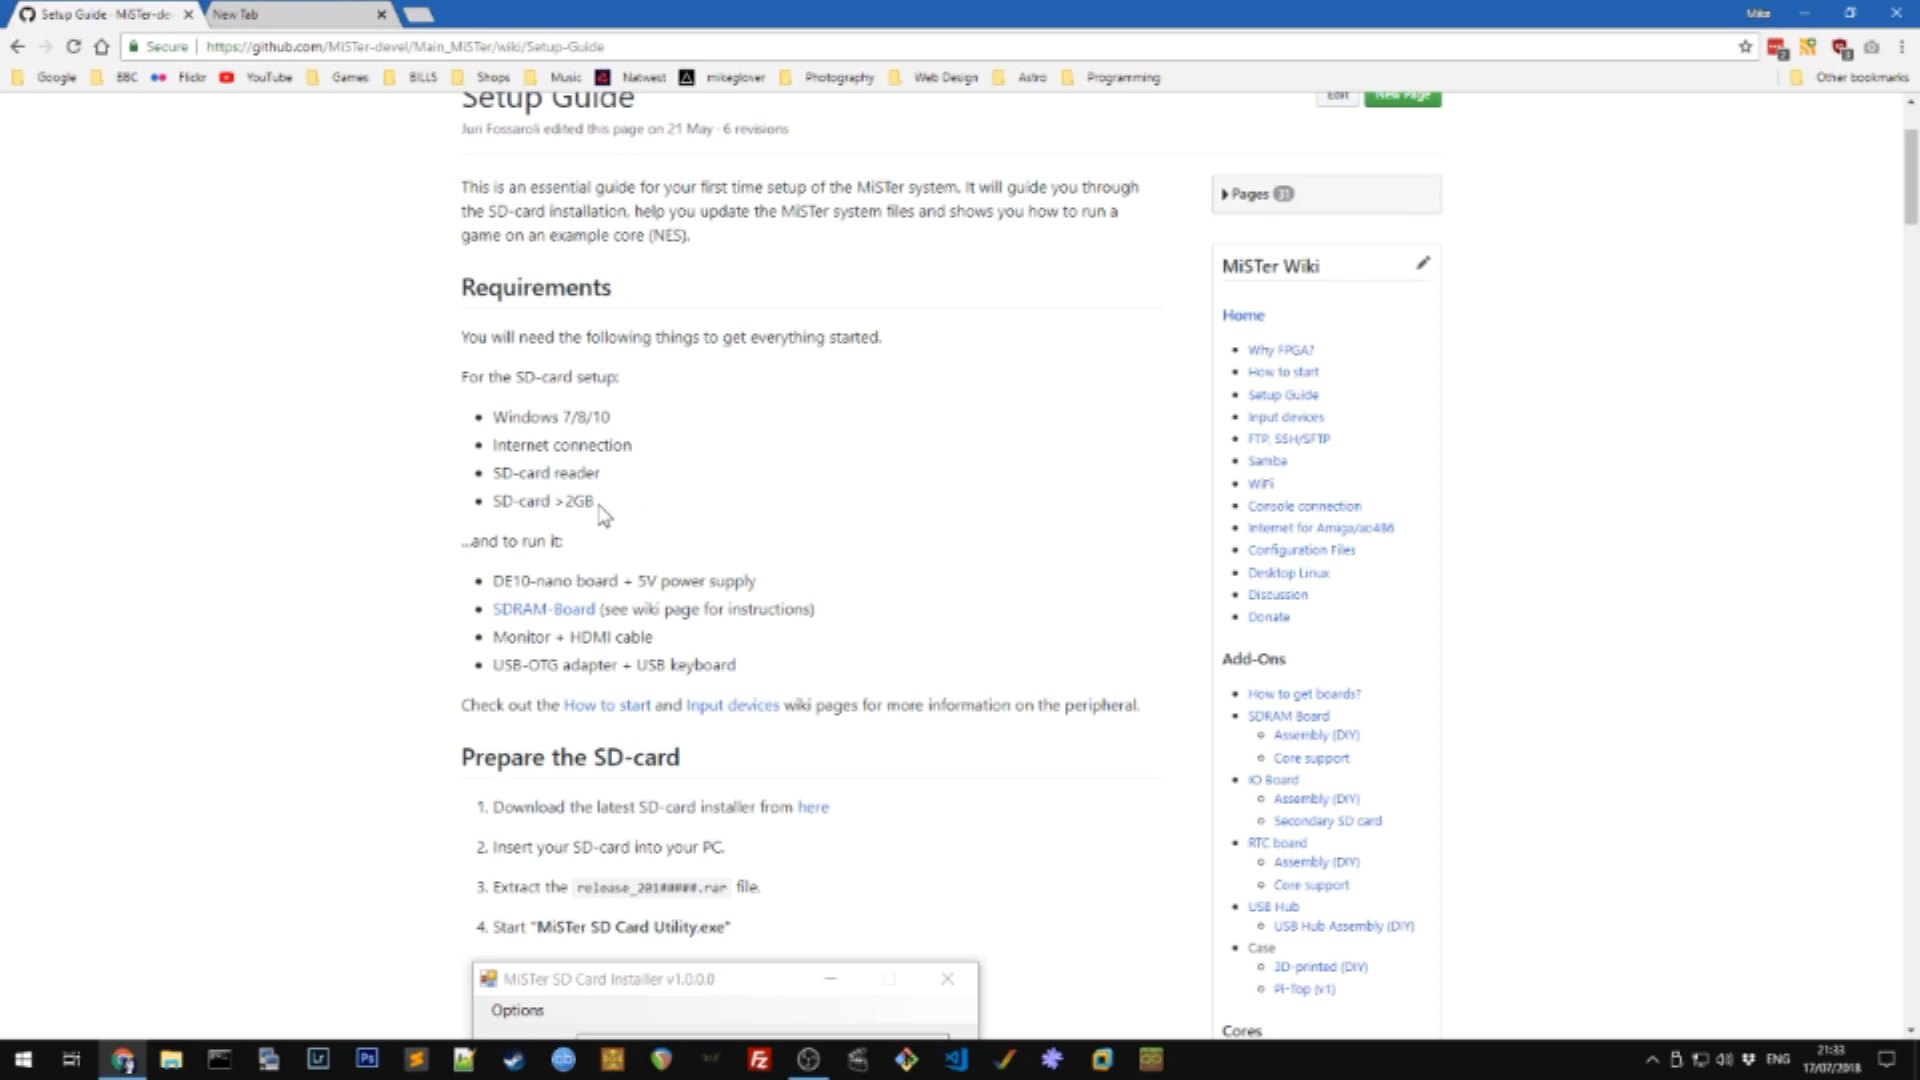 Setup Guide · MiSTer-de
New Tab
Mike
Secure
https://github.com/MiSTer-devel/Main_MiSTer/wiki/Setup-Guide
Google
BBC
Flickr
YouTube
Games
BILLS
Shops
Music
Natwest
mikeglover
Photography
Web Design
Astro
Programming
Other bookmarks
Setup Guide
Edit
New Page
Juri Fossaroli edited this page on 21 May · 6 revisions
This is an essential guide for your first time setup of the MiSTer system. It will guide you through
the SD-card installation, help you update the MiSTer system files and shows you how to run a
game on an example core (NES).
Requirements
You will need the following things to get everything started.
For the SD-card setup:
• Windows 7/8/10
• Internet connection
• SD-card reader
• SD-card >2GB
...and to run it:
• DE10-nano board + 5V power supply
• SDRAM-Board (see wiki page for instructions)
• Monitor + HDMI cable
• USB-OTG adapter + USB keyboard
Check out the How to start and Input devices wiki pages for more information on the peripheral.
Prepare the SD-card
1. Download the latest SD-card installer from here
2. Insert your SD-card into your PC.
3. Extract the release_201#####.rar file.
4. Start "MiSTer SD Card Utility.exe"
MiSTer SD Card Installer v1.0.0.0
Options
Pages 31
MiSTer Wiki
Home
• Why FPGA?
• How to start
• Setup Guide
• Input devices
• FTP, SSH/SFTP
• Samba
• WiFi
• Console connection
• Internet for Amiga/ao486
• Configuration Files
• Desktop Linux
• Discussion
• Donate
Add-Ons
• How to get boards?
• SDRAM Board
Assembly (DIY)
Core support
• IO Board
Assembly (DIY)
Secondary SD card
• RTC board
Assembly (DIY)
Core support
• USB Hub
USB Hub Assembly (DIY)
• Case
3D-printed (DIY)
Pi-Top (v1)
Cores
Lr
Ps
Fz
ENG
21:33
17/07/2018